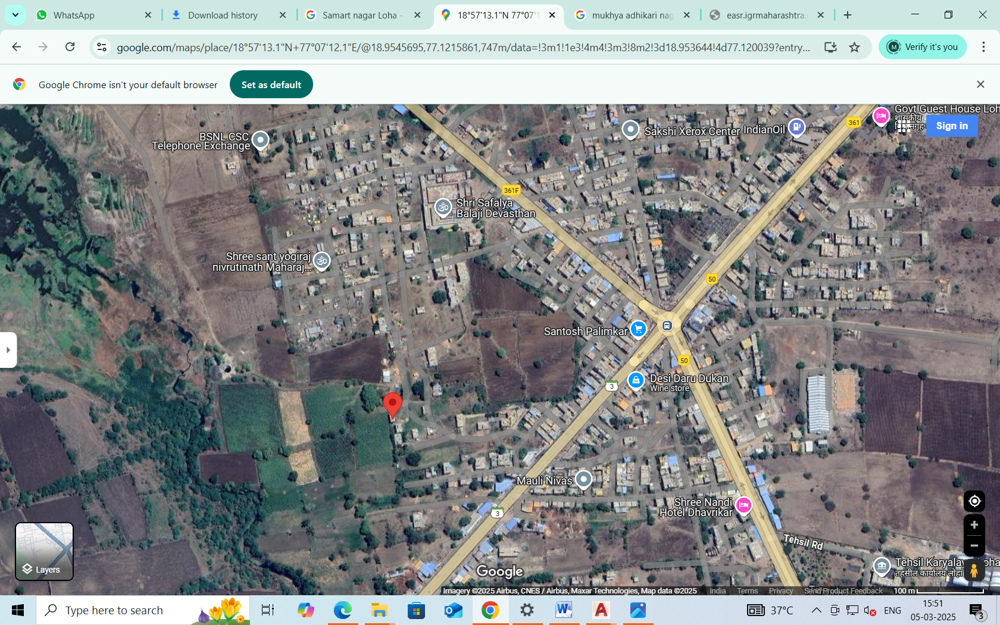 WhatsApp
Download history
Samart nagar Loha -
18°57'13.1"N 77°07'1
mukhya adhikari nag
easr.igrmaharashtra.
google.com/maps/place/18°57'13.1"N+77°07'12.1"E/@18.9545695,77.1215861,747m/data=!3m1!1e3!4m4!3m3!8m2!3d18.953644!4d77.120039?entry...
M
Verify it's you
Google Chrome isn't your default browser
Set as default
Govt Guest House Loh
शासकीय
Sign in
361
BSNL CSC
Telephone Exchange
Sakshi Xerox Center
IndianOil
361F
Shri Safalya
Balaji Devasthan
Shree sant yogiraj
nivrutinath Maharaj...
50
Santosh Palimkar
50
Desi Daru Dukan
Wine store
3
Mauli Nivas
Shree Nandi
Hotel Dhavrikar
3
Tehsil Rd
Tehsil Karyalay Loha
तहसील कार्यालय लोहा
Layers
Google
Imagery ©2025 Airbus, CNES / Airbus, Maxar Technologies, Map data ©2025
India
Terms
Privacy
Send Product Feedback
100 m
Type here to search
37°C
ENG
15:51
05-03-2025
3